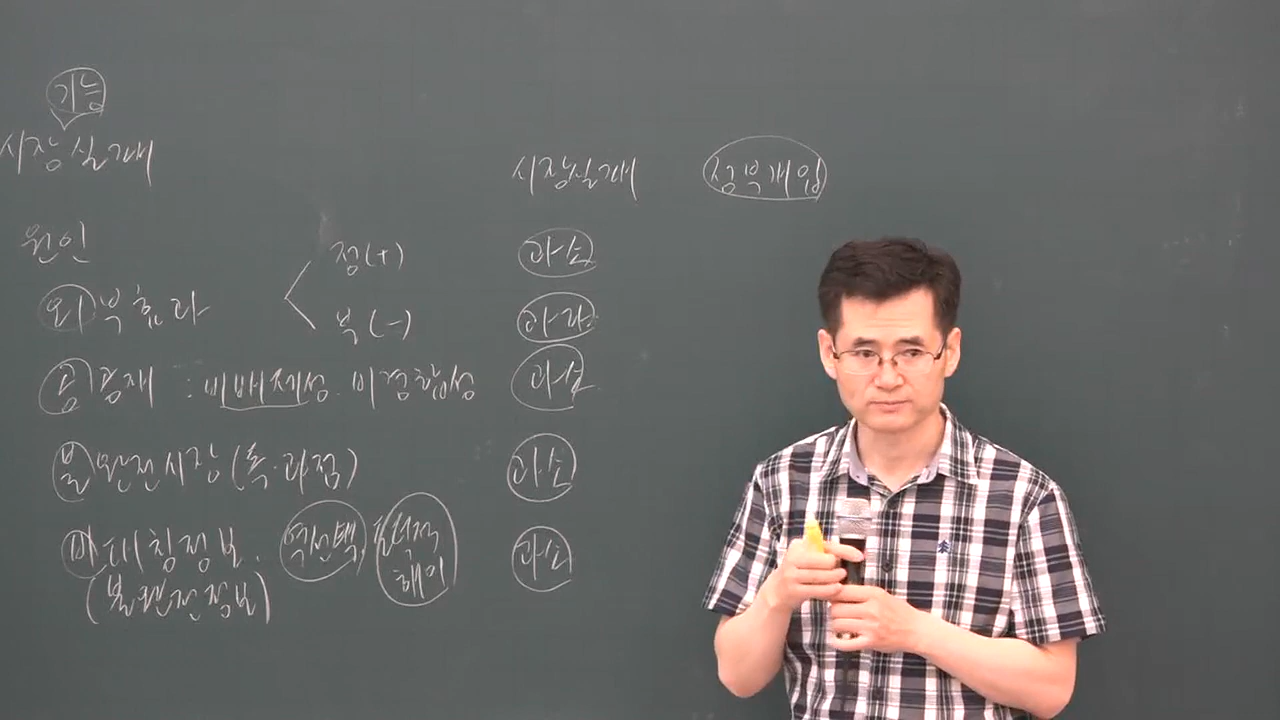 기능
시장실패
시장실패 정부개입
원인
정(+) 과소
외부효과
부(-) 과다
공공재 : 비배제성. 비경합성 과소
불완전시장(독·과점) 과소
비대칭정보. 역선택, 도덕적 해이 과소
(불완전정보)